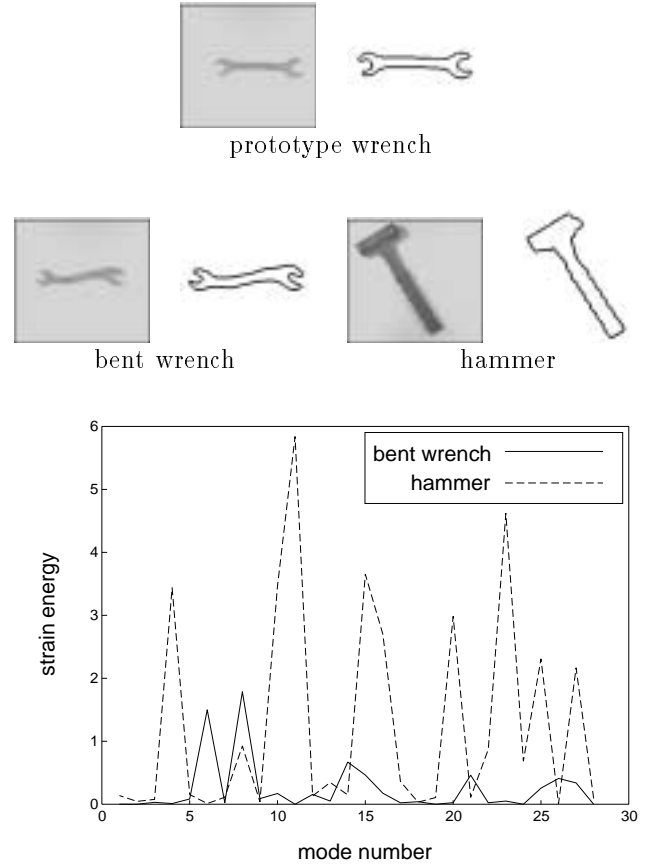 prototype wrench
bent wrench
hammer
6
5
4
3
2
1
0
strain energy
bent wrench
hammer
0
5
10
15
20
25
30
mode number